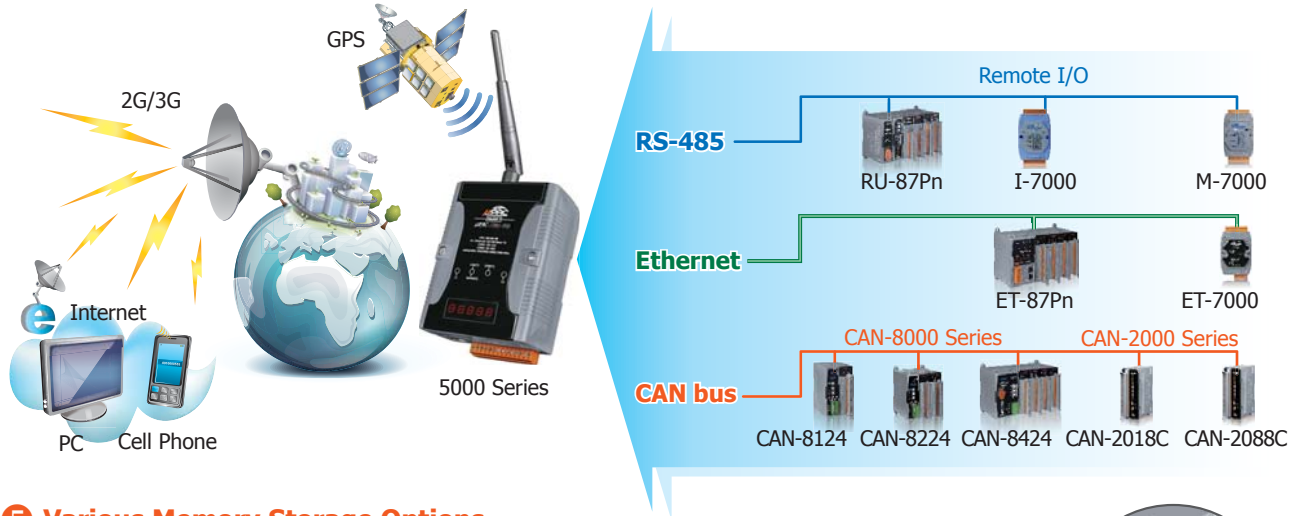 GPS
2G/3G
Internet
PC
Cell Phone
5000 Series
Remote I/O
RS-485
RU-87Pn
I-7000
M-7000
Ethernet
ET-87Pn
ET-7000
CAN-8000 Series
CAN-2000 Series
CAN bus
CAN-8124
CAN-8224
CAN-8424
CAN-2018C
CAN-2088C
Various Memory Storage Options